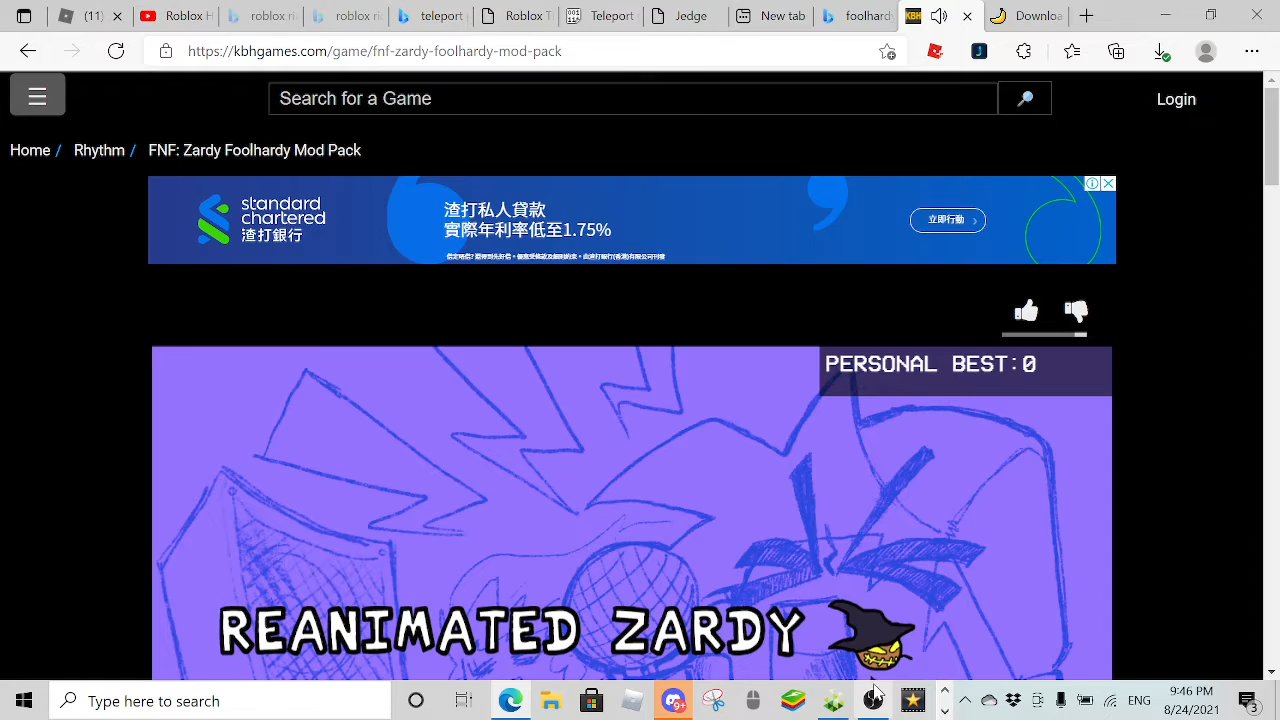 (11)
Roblox
roblox
roblox
teleport
Roblox T
Teleport
Jedge
New tab
foolhard
KBH
Downloa
https://kbhgames.com/game/fnf-zardy-foolhardy-mod-pack
Search for a Game
Login
Home / Rhythm / FNF: Zardy Foolhardy Mod Pack
standard
chartered
渣打銀行
渣打私人貸款
實際年利率低至1.75%
立即行動
PERSONAL BEST:0
REANIMATED ZARDY
Type here to search
ENG
9:46 PM
8/24/2021
3